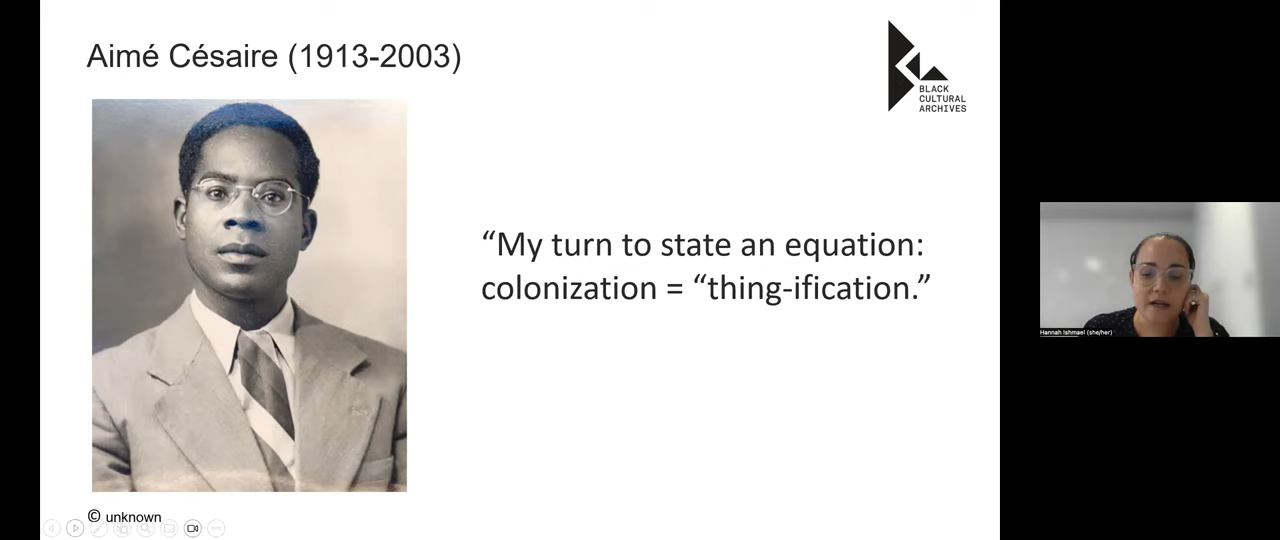 Aimé Césaire (1913-2003)
BLACK
CULTURAL
ARCHIVES
“My turn to state an equation:
colonization = “thing-ification.”
Hannah Ishmael (she/her)
© unknown